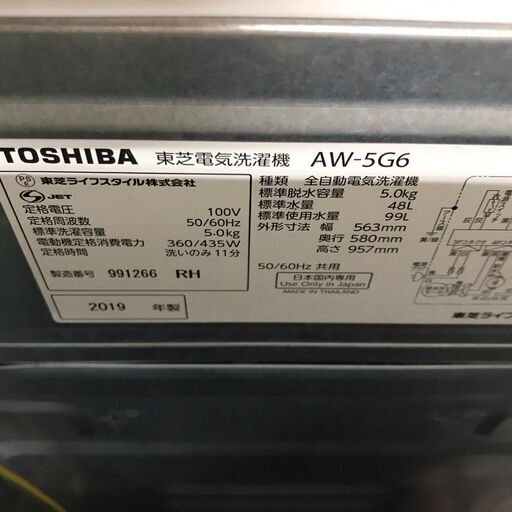 TOSHIBA 東芝電気洗濯機 AW-5G6
PS E 東芝ライフスタイル株式会社
S JET
定格電圧 100V
定格周波数 50/60Hz
標準洗濯容量 5.0kg
電動機定格消費電力 360/435W
定格時間 洗いのみ 11分
製造番号 991266 RH
2019 年製
種類 全自動電気洗濯機
標準脱水容量 5.0kg
標準水量 48L
標準使用水量 99L
外形寸法 幅 563mm
奥行 580mm
高さ 957mm
50/60Hz 共用
日本国内専用
Use Only in Japan
MADE IN THAILAND
東芝ライフ